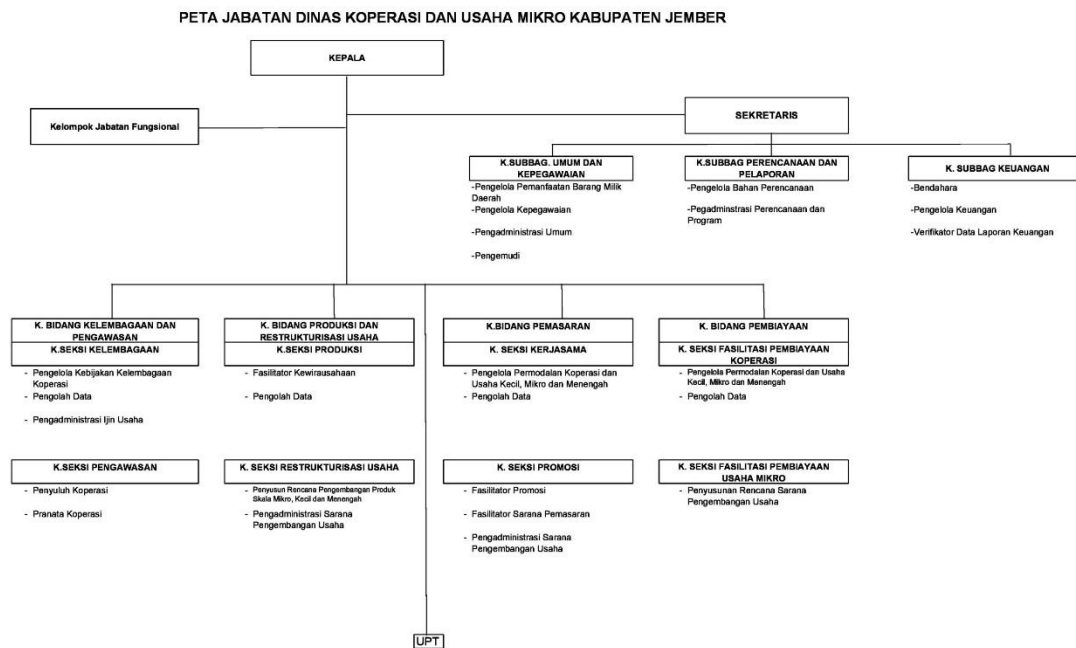 PETA JABATAN DINAS KOPERASI DAN USAHA MIKRO KABUPATEN JEMBER
KEPALA
Kelompok Jabatan Fungsional
SEKRETARIS
K.SUBBAG. UMUM DAN
KEPEGAWAIAN
-Pengelola Pemanfaatan Barang Milik
Daerah
-Pengelola Kepegawaian
-Pengadministrasi Umum
-Pengemudi
K.SUBBAG PERENCANAAN DAN
PELAPORAN
-Pengelola Bahan Perencanaan
-Pegadminstrasi Perencanaan dan
Program
K. SUBBAG KEUANGAN
-Bendahara
-Pengelola Keuangan
-Verifikator Data Laporan Keuangan
K. BIDANG KELEMBAGAAN DAN
PENGAWASAN
K.SEKSI KELEMBAGAAN
- Pengelola Kebijakan Kelembagaan
Koperasi
- Pengolah Data
- Pengadministrasi Ijin Usaha
K. BIDANG PRODUKSI DAN
RESTRUKTURISASI USAHA
K.SEKSI PRODUKSI
- Fasilitator Kewirausahaan
- Pengolah Data
K.BIDANG PEMASARAN
K. SEKSI KERJASAMA
- Pengelola Permodalan Koperasi dan
Usaha Kecil, Mikro dan Menengah
- Pengolah Data
K. BIDANG PEMBIAYAAN
K. SEKSI FASILITASI PEMBIAYAAN
KOPERASI
- Pengelola Permodalan Koperasi dan Usaha
Kecil, Mikro dan Menengah
- Pengolah Data
K.SEKSI PENGAWASAN
- Penyuluh Koperasi
- Pranata Koperasi
K. SEKSI RESTRUKTURISASI USAHA
- Penyusun Rencana Pengembangan Produk
Skala Mikro, Kecil dan Menengah
- Pengadministrasi Sarana
Pengembangan Usaha
K. SEKSI PROMOSI
- Fasilitator Promosi
- Fasilitator Sarana Pemasaran
- Pengadministrasi Sarana
Pengembangan Usaha
K. SEKSI FASILITASI PEMBIAYAAN
USAHA MIKRO
- Penyusunan Rencana Sarana
Pengembangan Usaha
UPT